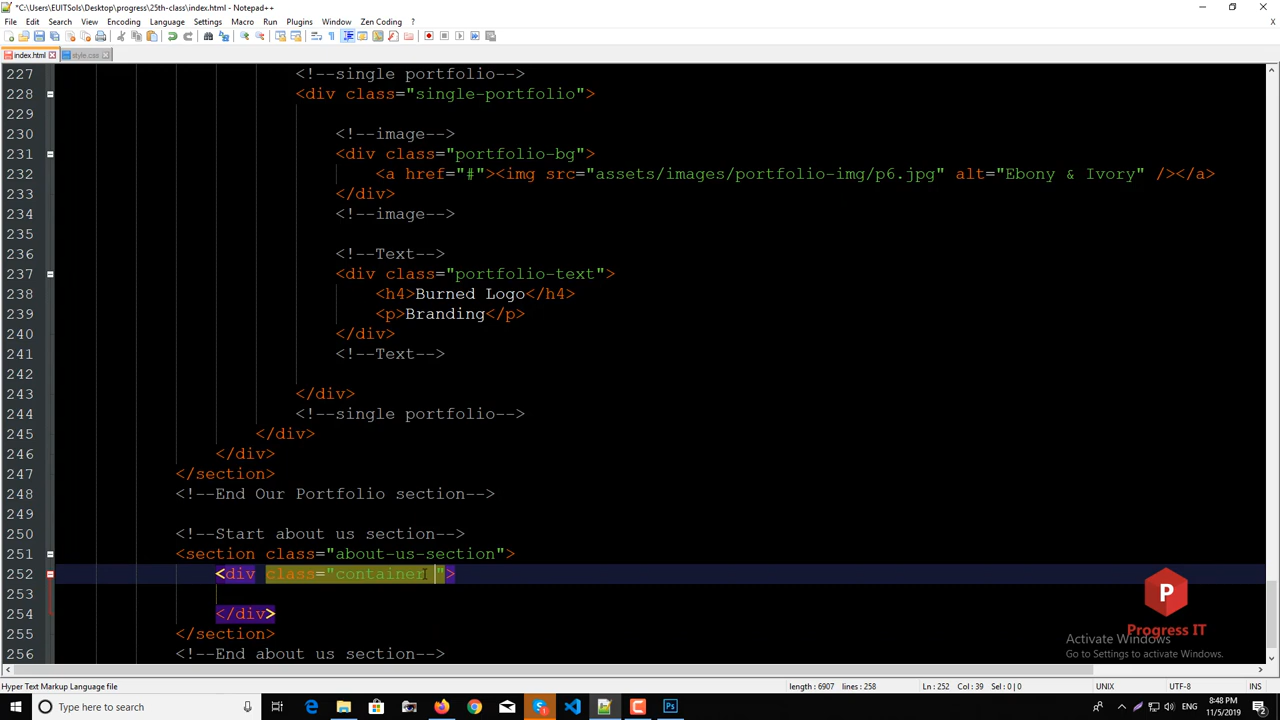 *C:\Users\EUITSols\Desktop\progress\25th-class\index.html - Notepad++
File Edit Search View Encoding Language Settings Macro Run Plugins Window Zen Coding ? X
index.html style.css
227 <!--single portfolio-->
228 <div class="single-portfolio">
229
230 <!--image-->
231 <div class="portfolio-bg">
232 <a href="#"><img src="assets/images/portfolio-img/p6.jpg" alt="Ebony & Ivory" /></a>
233 </div>
234 <!--image-->
235
236 <!--Text-->
237 <div class="portfolio-text">
238 <h4>Burned Logo</h4>
239 <p>Branding</p>
240 </div>
241 <!--Text-->
242
243 </div>
244 <!--single portfolio-->
245 </div>
246 </div>
247 </section>
248 <!--End Our Portfolio section-->
249
250 <!--Start about us section-->
251 <section class="about-us-section">
252 <div class="container ">
253
254 </div>
255 </section>
256 <!--End about us section-->
Progress IT
Activate Windows
Go to Settings to activate Windows.
Hyper Text Markup Language file length : 6907 lines : 258 Ln : 252 Col : 39 Sel : 0 | 0 UNIX UTF-8 INS
Type here to search ENG 8:48 PM
11/5/2019
2